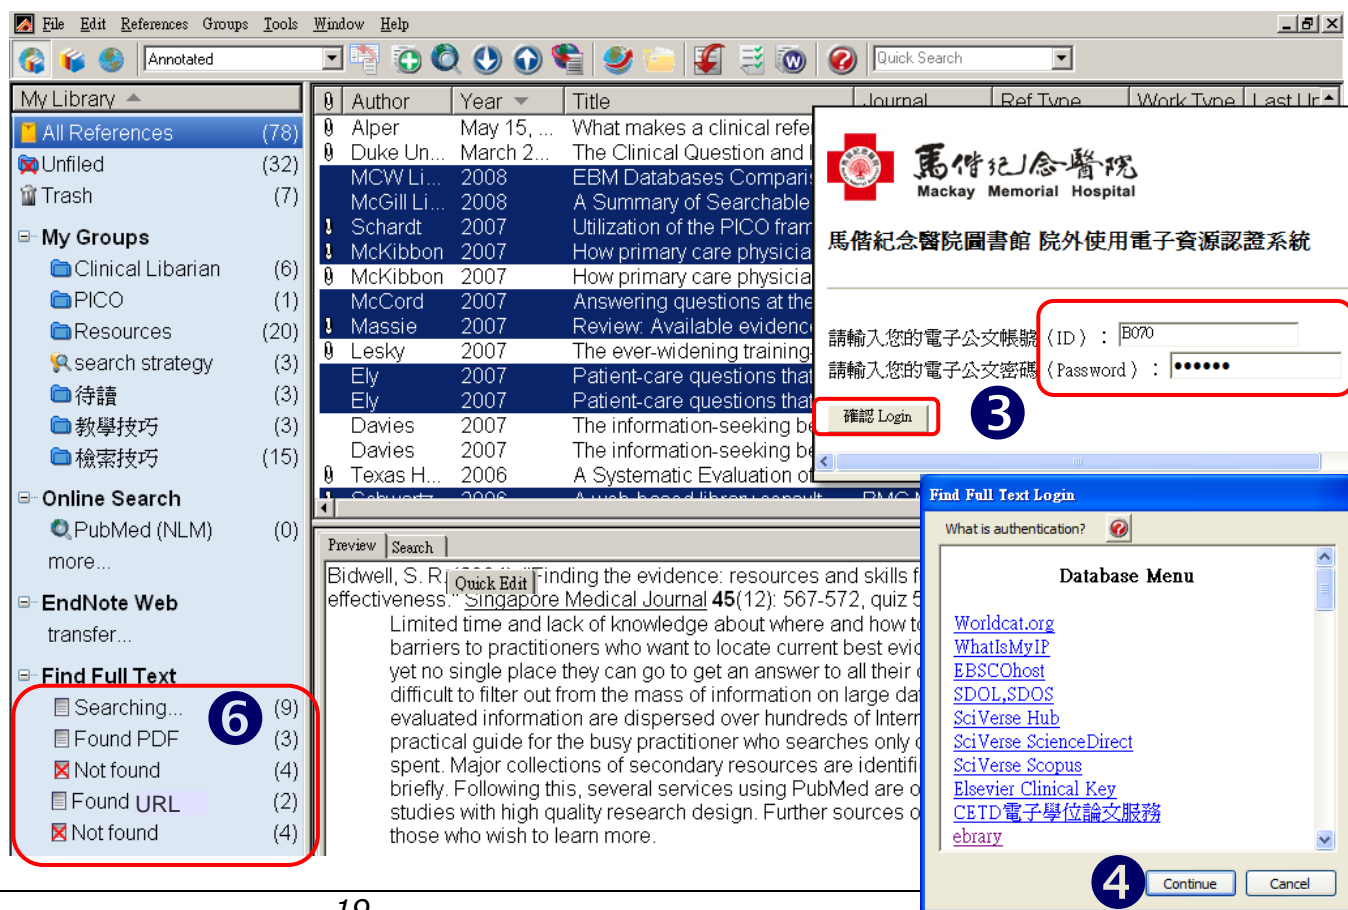 File Edit References Groups Tools Window Help
Annotated
Quick Search
My Library
All References (78)
Unfiled (32)
Trash (7)
My Groups
Clinical Librarian (6)
PICO (1)
Resources (20)
search strategy (3)
待讀 (3)
教學技巧 (3)
檢索技巧 (15)
Online Search
PubMed (NLM) (0)
more...
EndNote Web
transfer...
Find Full Text
Searching... (9)
Found PDF (3)
Not found (4)
Found URL (2)
Not found (4)
6
Author Year Title Journal Ref Type Work Type Last Up
Alper May 15, ... What makes a clinical refe
Duke Un... March 2... The Clinical Question and
MCW Li... 2008 EBM Databases Comparis
McGill Li... 2008 A Summary of Searchable
Schardt 2007 Utilization of the PICO fram
McKibbon 2007 How primary care physicia
McKibbon 2007 How primary care physicia
McCord 2007 Answering questions at the
Massie 2007 Review: Available evidenc
Lesky 2007 The ever-widening training
Ely 2007 Patient-care questions that
Ely 2007 Patient-care questions that
Davies 2007 The information-seeking be
Davies 2007 The information-seeking be
Texas H... 2006 A Systematic Evaluation of
Schwartz 2006 A web-based library consult
Preview Search
Bidwell, S. R. "Finding the evidence: resources and skills f
Quick Edit
effectiveness." Singapore Medical Journal 45(12): 567-572, quiz 5
Limited time and lack of knowledge about where and how to
barriers to practitioners who want to locate current best evid
yet no single place they can go to get an answer to all their
difficult to filter out from the mass of information on large da
evaluated information are dispersed over hundreds of Intern
practical guide for the busy practitioner who searches only
spent. Major collections of secondary resources are identifi
briefly. Following this, several services using PubMed are o
studies with high quality research design. Further sources o
those who wish to learn more.
馬偕紀念醫院
Mackay Memorial Hospital
馬偕紀念醫院圖書館 院外使用電子資源認證系統
請輸入您的電子公文帳號（ID）： B070
請輸入您的電子公文密碼（Password）： ●●●●●●
確認 Login
3
Find Full Text Login
What is authentication?
Database Menu
Worldcat.org
WhatIsMyIP
EBSCOhost
SDOL,SDOS
SciVerse Hub
SciVerse ScienceDirect
SciVerse Scopus
Elsevier Clinical Key
CETD電子學位論文服務
ebrary
4
Continue Cancel